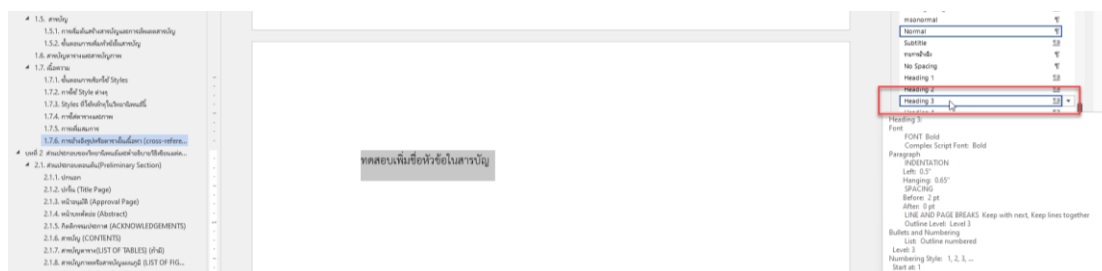 1.5. สารบัญ
1.5.1. การเริ่มต้นสร้างสารบัญและการอัพเดตสารบัญ
1.5.2. ขั้นตอนการเพิ่มหัวข้อในสารบัญ
1.6. สารบัญตารางและสารบัญภาพ
1.7. เนื้อความ
1.7.1. ขั้นตอนการเรียกใช้ Styles
1.7.2. การใช้ Style ต่างๆ
1.7.3. Styles ที่ใช้หลักๆในวิทยานิพนธ์นี้
1.7.4. การใส่ตารางและภาพ
1.7.5. การเพิ่มสมการ
1.7.6. การอ้างอิงรูปหรือตารางในเนื้อหา (cross-refere...
บทที่ 2 ส่วนประกอบของวิทยานิพนธ์และคำอธิบายวิธีเขียนแต่ล...
2.1. ส่วนประกอบตอนต้น(Preliminary Section)
2.1.1. ปกนอก
2.1.2. ปกใน (Title Page)
2.1.3. หน้าอนุมัติ (Approval Page)
2.1.4. หน้าบทคัดย่อ (Abstract)
2.1.5. กิตติกรรมประกาศ (ACKNOWLEDGEMENTS)
2.1.6. สารบัญ (CONTENTS)
2.1.7. สารบัญตาราง(LIST OF TABLES) (ถ้ามี)
2.1.8. สารบัญภาพหรือสารบัญแผนภูมิ (LIST OF FIG...
ทดสอบเพิ่มชื่อหัวข้อในสารบัญ
msonormal
Normal
Subtitle
รายการอ้างอิง
No Spacing
Heading 1
Heading 2
Heading 3
Heading 3:
Font
FONT Bold
Complex Script Font: Bold
Paragraph
INDENTATION
Left: 0.5"
Hanging: 0.65"
SPACING
Before: 2 pt
After: 0 pt
LINE AND PAGE BREAKS Keep with next, Keep lines together
Outline Level: Level 3
Bullets and Numbering
List: Outline numbered
Level: 3
Numbering Style: 1, 2, 3, ...
Start at: 1